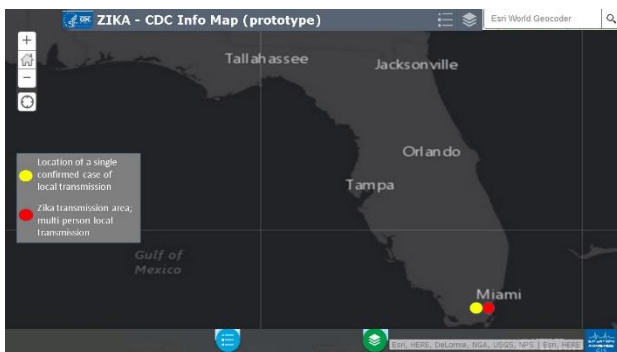 CDC
ZIKA - CDC Info Map (prototype)
Esri World Geocoder
+
−
Tallahassee
Jacksonville
Orlando
Tampa
Location of a single
confirmed case of
local transmission
Zika transmission area;
multi-person local
transmission
Gulf of
Mexico
Miami
Esri, HERE, DeLorme, NGA, USGS, NPS | Esri, HERE